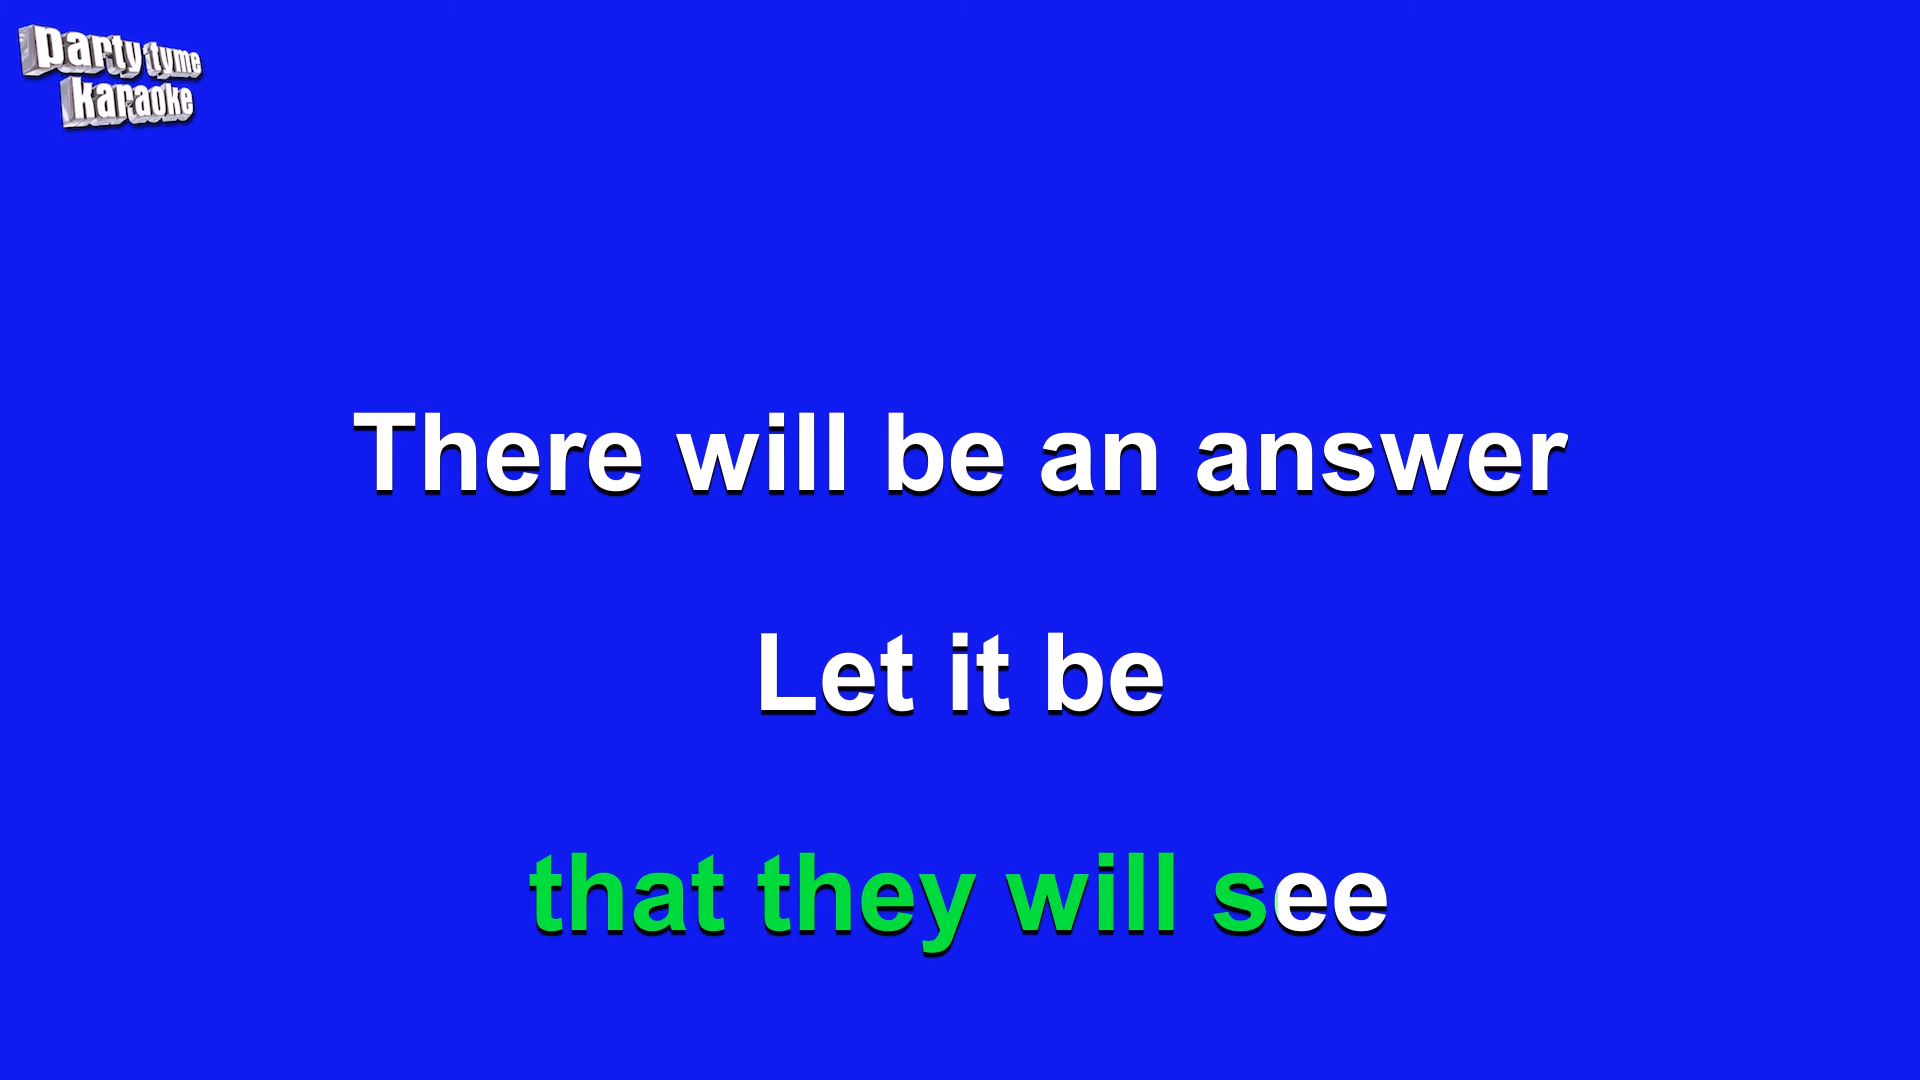 party tyme
karaoke
There will be an answer
Let it be
that they will see